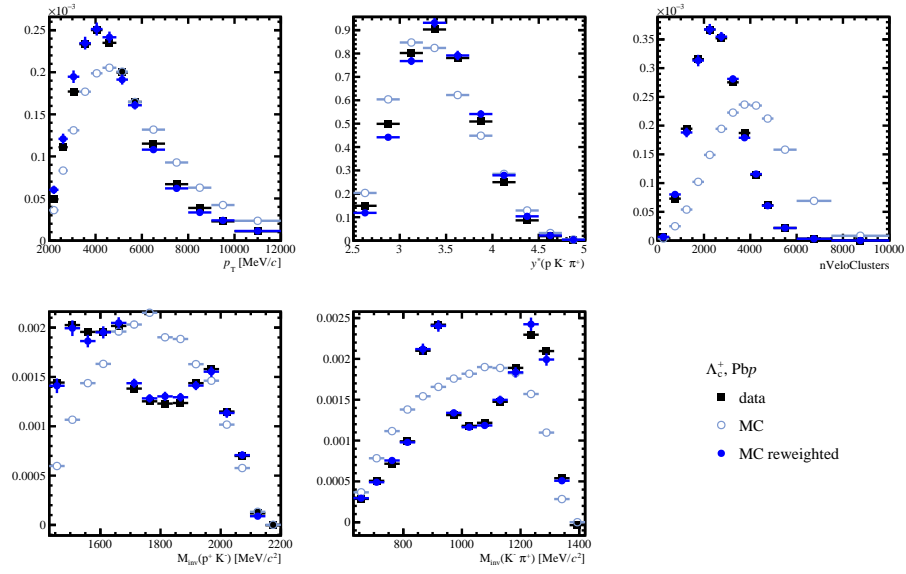 ×10⁻³
0.25
0.2
0.15
0.1
0.05
0
2000 4000 6000 8000 10000 12000
p_T [MeV/c]
0.9
0.8
0.7
0.6
0.5
0.4
0.3
0.2
0.1
0
2.5 3 3.5 4 4.5 5
y*(p K⁻ π⁺)
×10⁻³
0.35
0.3
0.25
0.2
0.15
0.1
0.05
0
0 2000 4000 6000 8000 10000
nVeloClusters
0.002
0.0015
0.001
0.0005
0
1600 1800 2000 2200
M_inv(p⁺ K⁻) [MeV/c²]
0.0025
0.002
0.0015
0.001
0.0005
0
600 800 1000 1200 1400
M_inv(K⁻ π⁺) [MeV/c²]
Λ_c⁺, Pbp
data
MC
MC reweighted